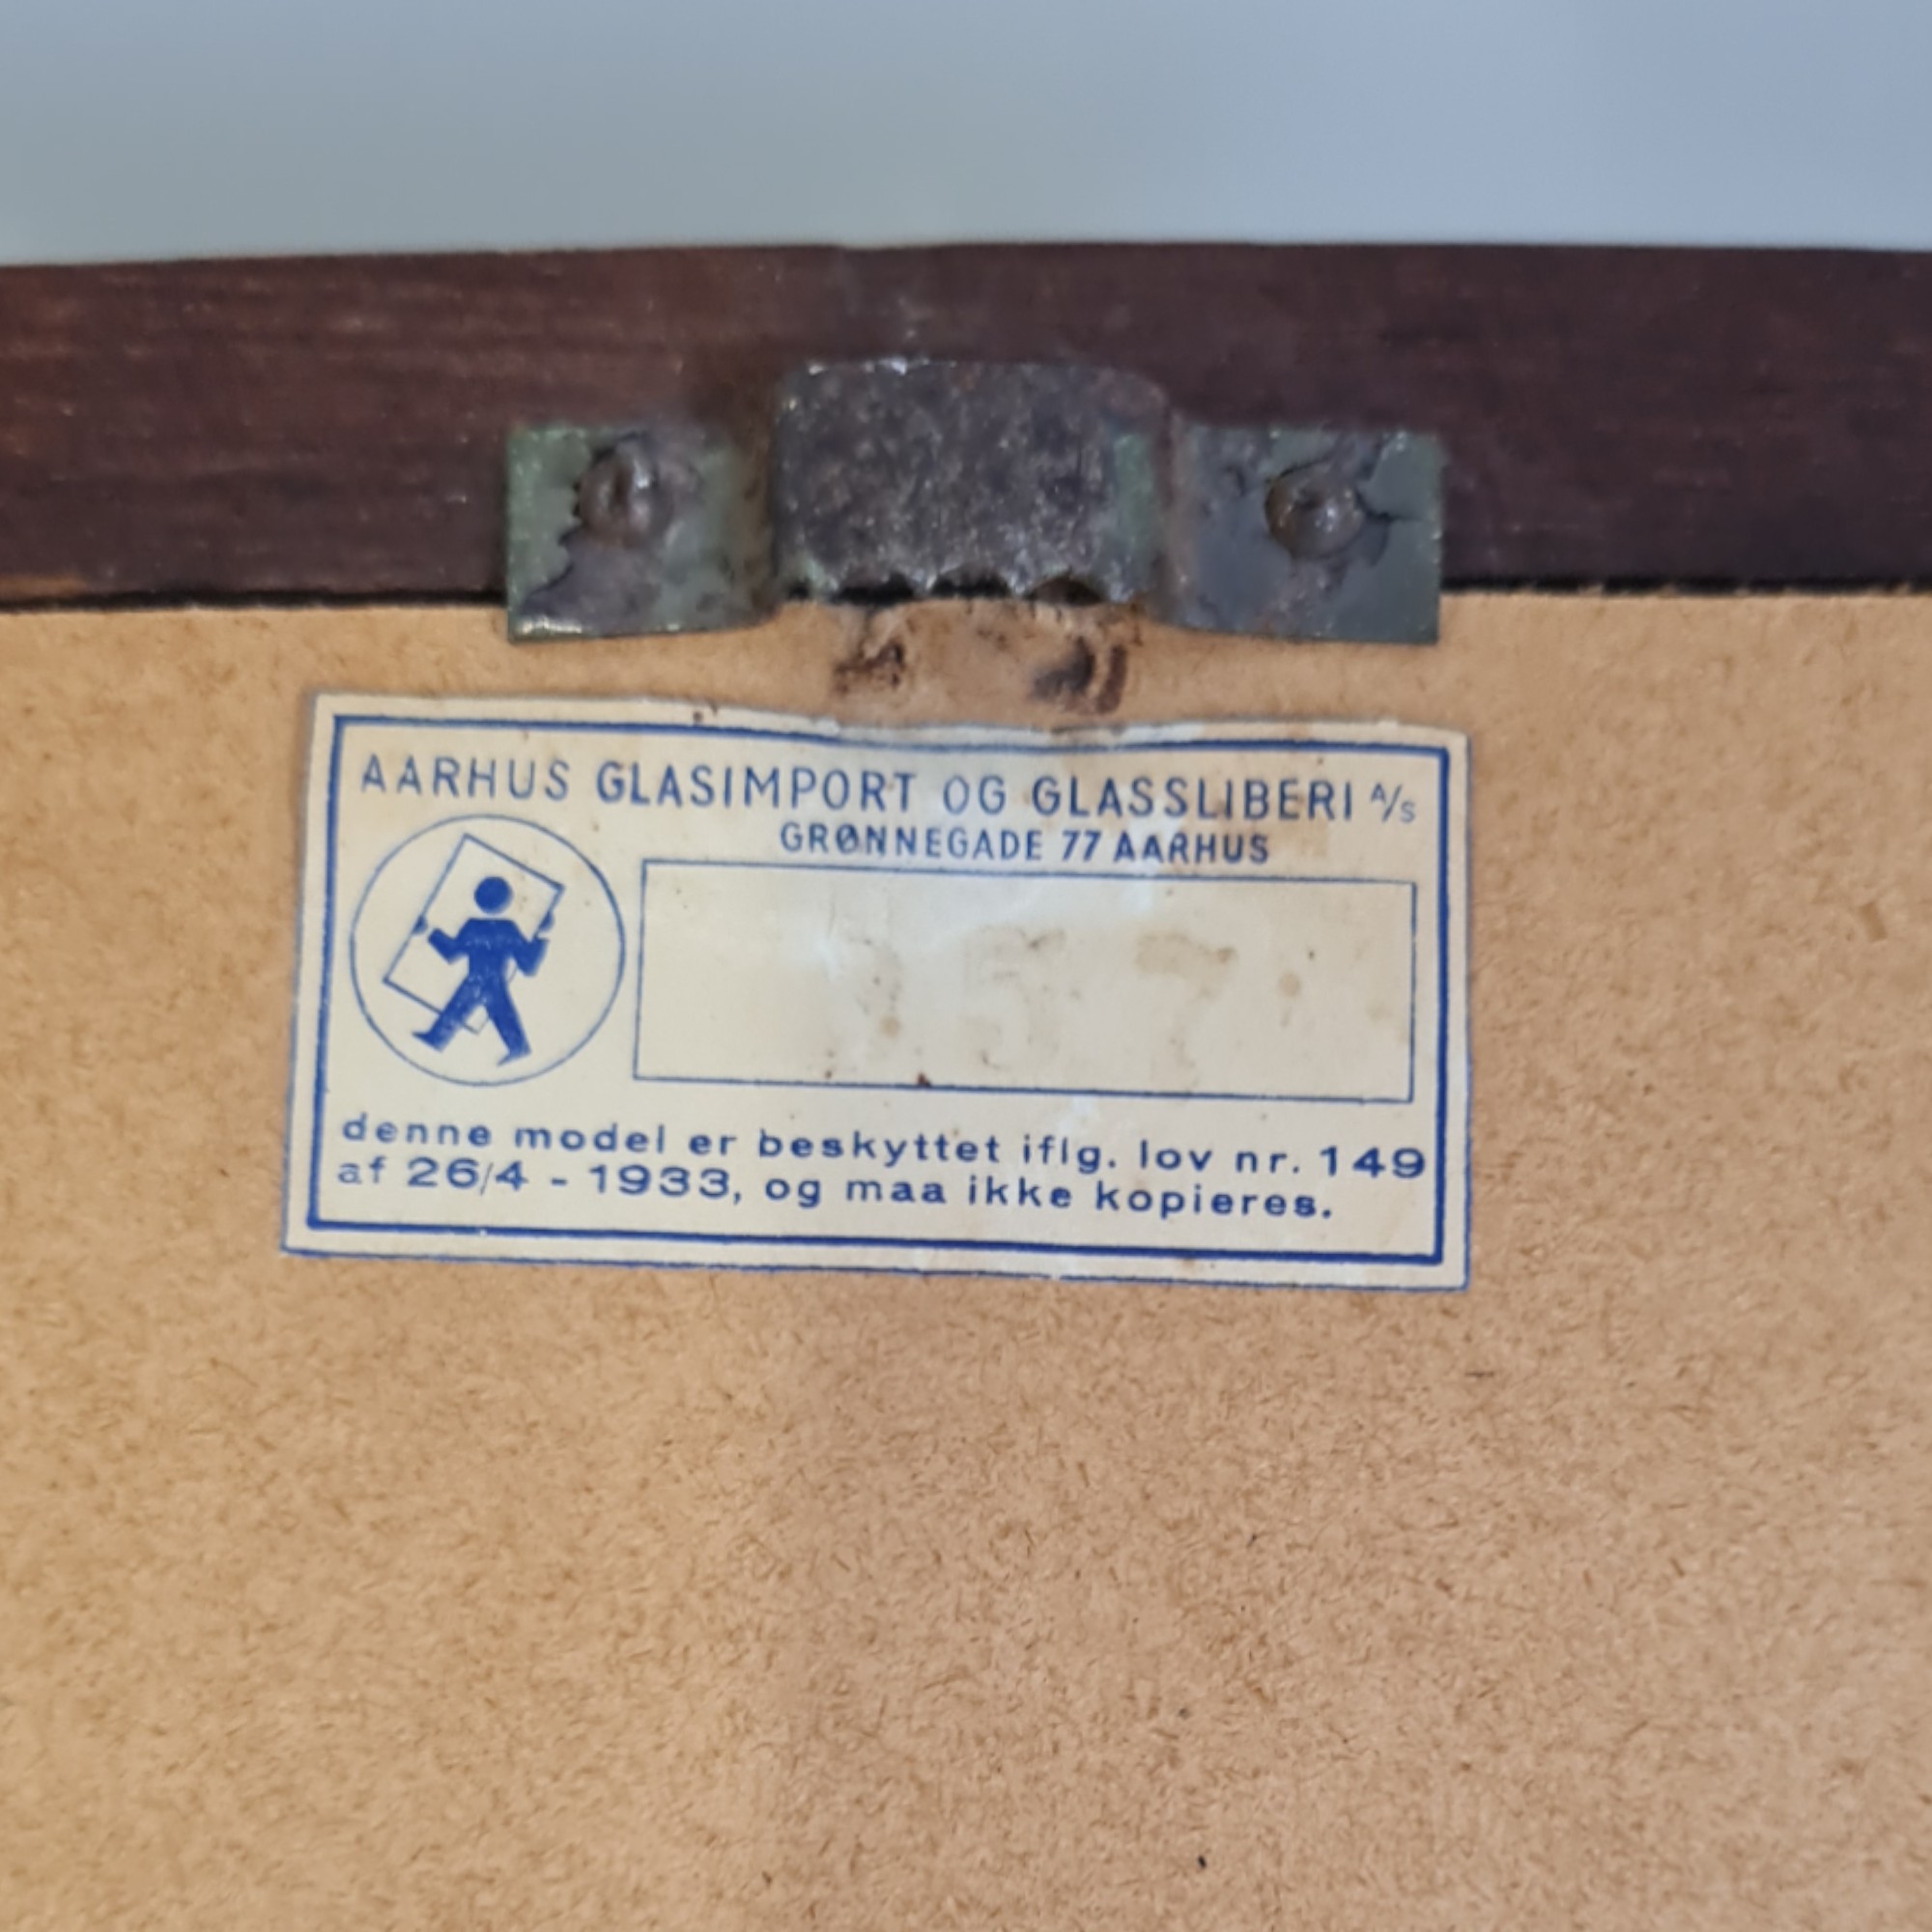 AARHUS GLASIMPORT OG GLASSLIBERI A/S
GRØNNEGADE 77 AARHUS
denne model er beskyttet iflg. lov nr. 149
af 26/4 - 1933, og maa ikke kopieres.